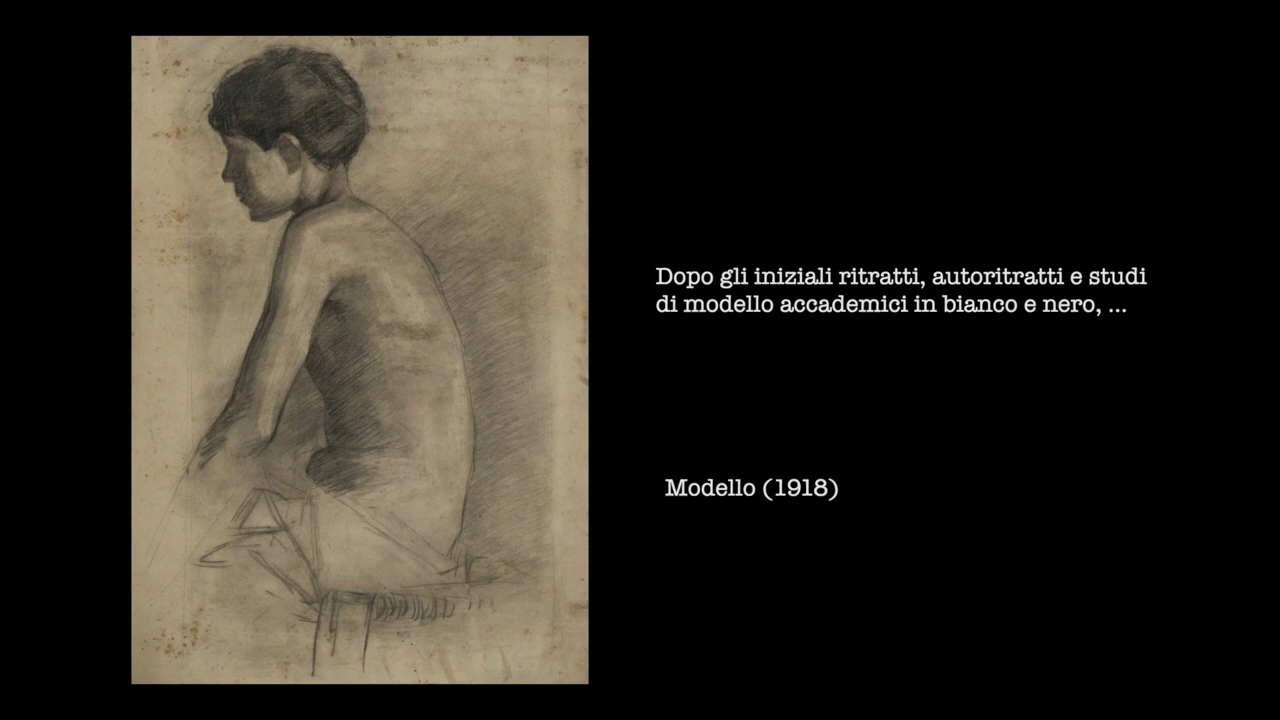 Dopo gli iniziali ritratti, autoritratti e studi
di modello accademici in bianco e nero, ...
Modello (1918)